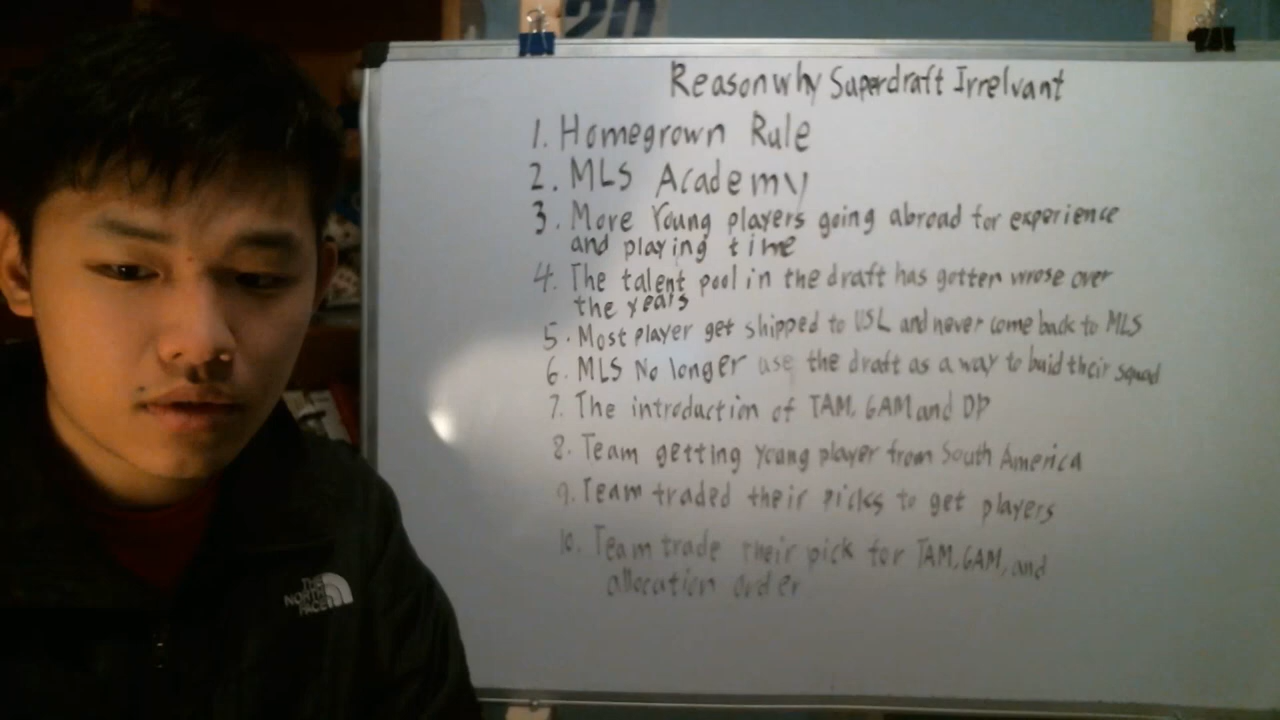 20
Reason why Superdraft Irrelvant
1. Homegrown Rule
2. MLS Academy
3. More Young players going abroad for experience
and playing time
4. The talent pool in the draft has gotten wrose over
the years
5. Most player get shipped to USL and never come back to MLS
6. MLS No longer use the draft as a way to buid their squad
7. The introduction of TAM, GAM and DP
8. Team getting young player from South America
9. Team traded their picks to get players
10. Team trade their pick for TAM, GAM, and
allocation order
THE
NORTH
FACE